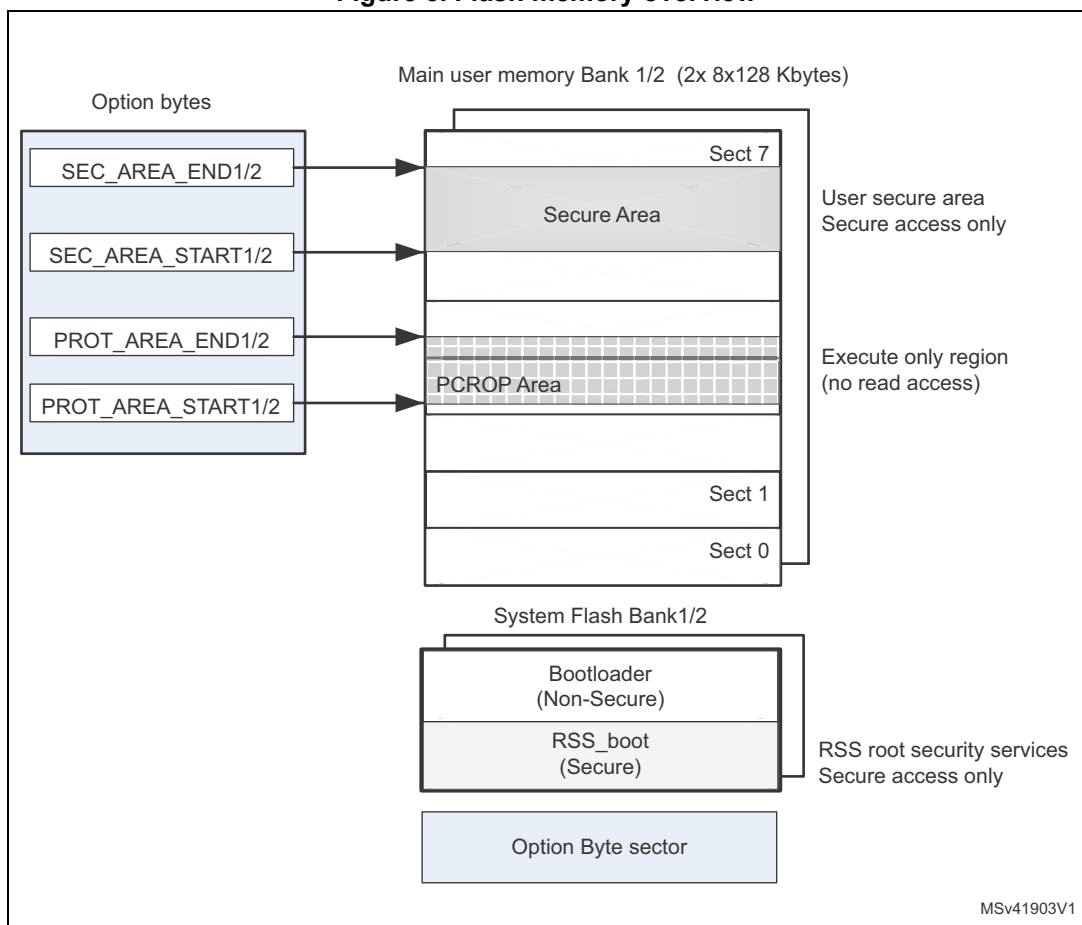 Flash memory overview
Main user memory Bank 1/2 (2x 8x128 Kbytes)
Option bytes
SEC_AREA_END1/2
SEC_AREA_START1/2
PROT_AREA_END1/2
PROT_AREA_START1/2
Sect 7
Secure Area
User secure area
Secure access only
PCROP Area
Execute only region
(no read access)
Sect 1
Sect 0
System Flash Bank1/2
Bootloader
(Non-Secure)
RSS_boot
(Secure)
RSS root security services
Secure access only
Option Byte sector
MSv41903V1